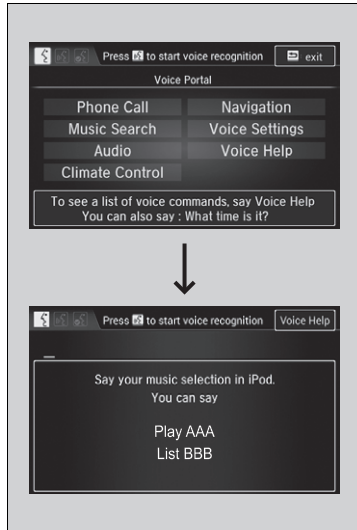 Press to start voice recognition exit
Voice Portal
Phone Call Navigation
Music Search Voice Settings
Audio Voice Help
Climate Control
To see a list of voice commands, say Voice Help
You can also say : What time is it?
Press to start voice recognition Voice Help
Say your music selection in iPod.
You can say
Play AAA
List BBB